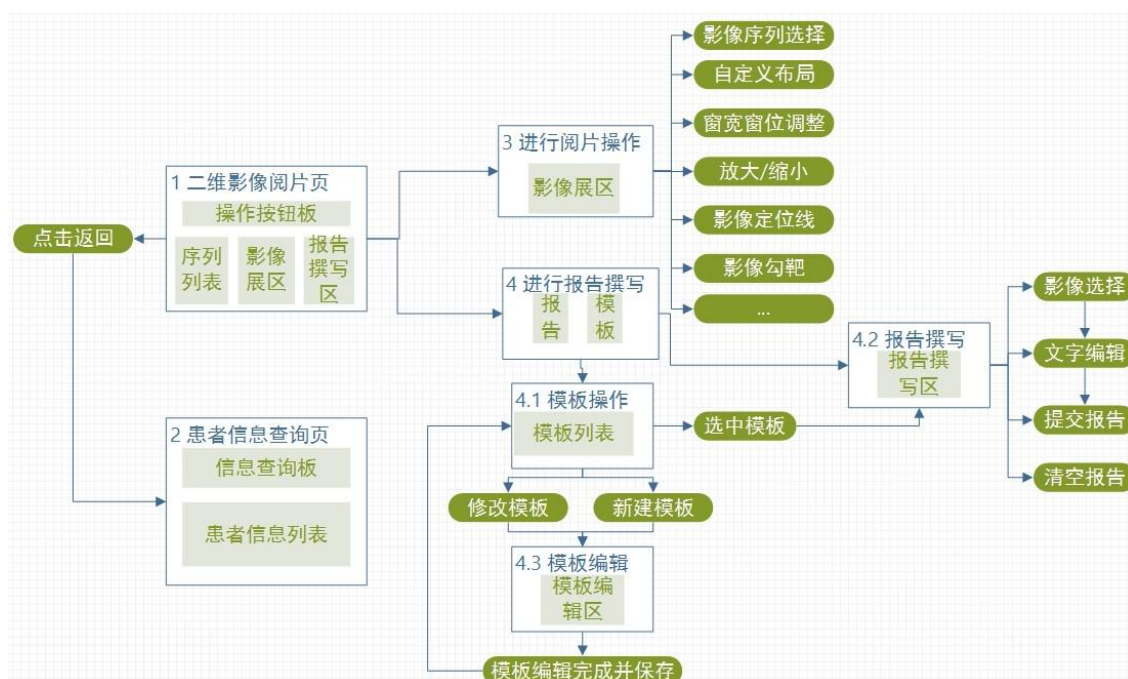 影像序列选择
自定义布局
窗宽窗位调整
放大/缩小
影像定位线
影像勾靶
...
3 进行阅片操作
影像展区
1 二维影像阅片页
操作按钮板
序列
列表
影像
展区
报告
撰写
区
点击返回
4 进行报告撰写
报
告
模
板
4.2 报告撰写
报告撰
写区
影像选择
文字编辑
提交报告
清空报告
4.1 模板操作
模板列表
选中模板
2 患者信息查询页
信息查询板
患者信息列表
修改模板
新建模板
4.3 模板编辑
模板编
辑区
模板编辑完成并保存